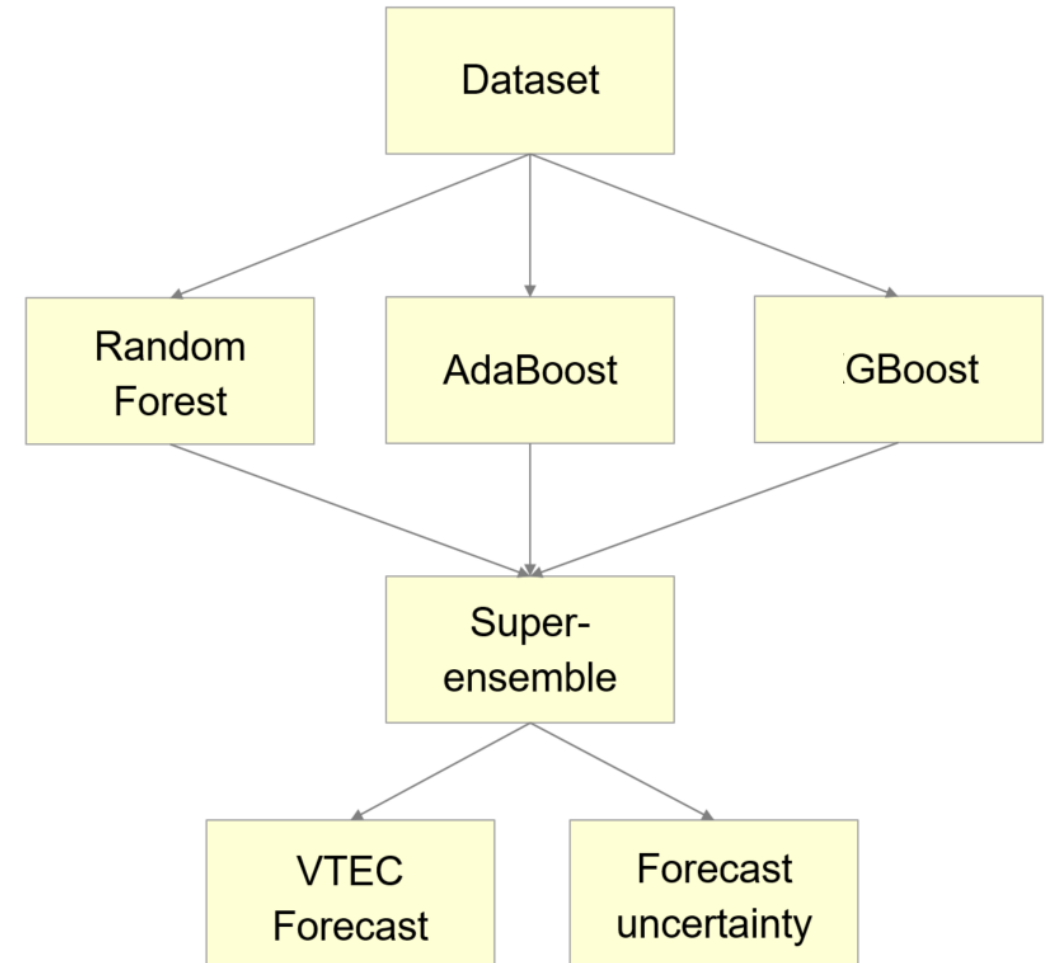 Dataset
Random
Forest
AdaBoost
GBoost
Super-
ensemble
VTEC
Forecast
Forecast
uncertainty